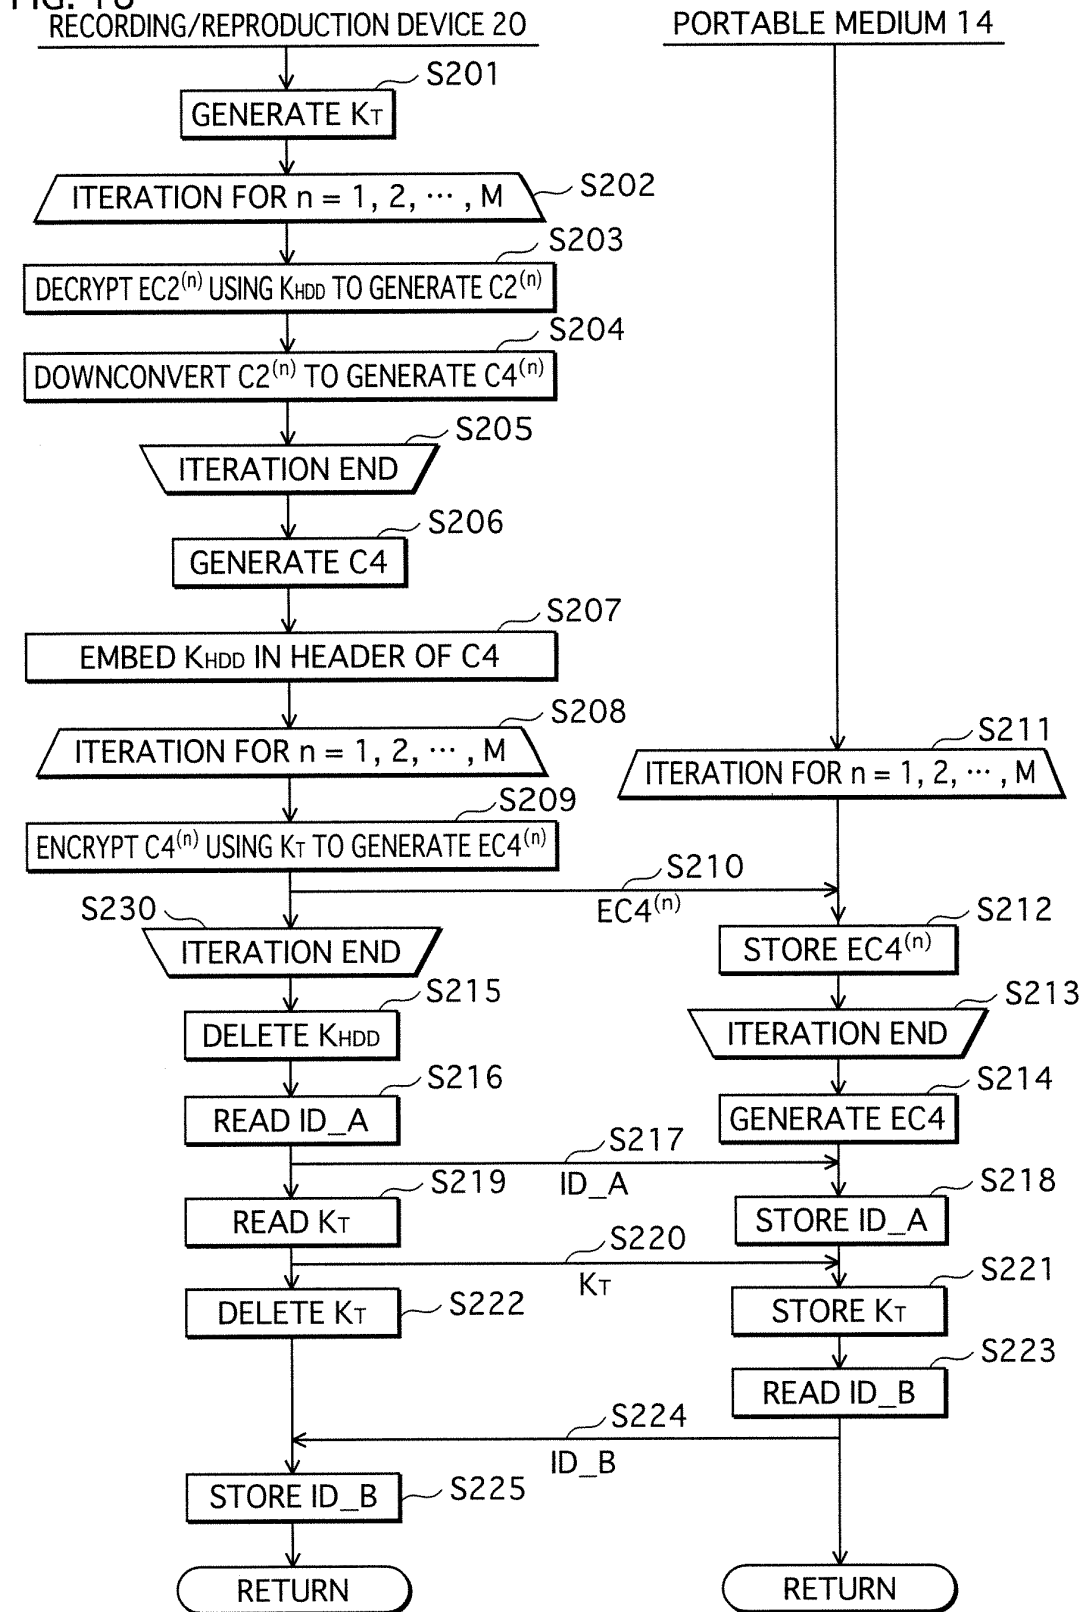 RECORDING/REPRODUCTION DEVICE 20
PORTABLE MEDIUM 14
S201
GENERATE KT
ITERATION FOR n = 1, 2, ··· , M
S202
S203
DECRYPT EC2(n) USING KHDD TO GENERATE C2(n)
S204
DOWNCONVERT C2(n) TO GENERATE C4(n)
S205
ITERATION END
S206
GENERATE C4
S207
EMBED KHDD IN HEADER OF C4
S208
ITERATION FOR n = 1, 2, ··· , M
S211
ITERATION FOR n = 1, 2, ··· , M
S209
ENCRYPT C4(n) USING KT TO GENERATE EC4(n)
S210
EC4(n)
S230
ITERATION END
S212
STORE EC4(n)
S215
DELETE KHDD
S213
ITERATION END
S216
READ ID_A
S214
GENERATE EC4
S217
ID_A
S219
READ KT
S218
STORE ID_A
S220
KT
S222
DELETE KT
S221
STORE KT
S223
READ ID_B
S224
ID_B
STORE ID_B
S225
RETURN
RETURN